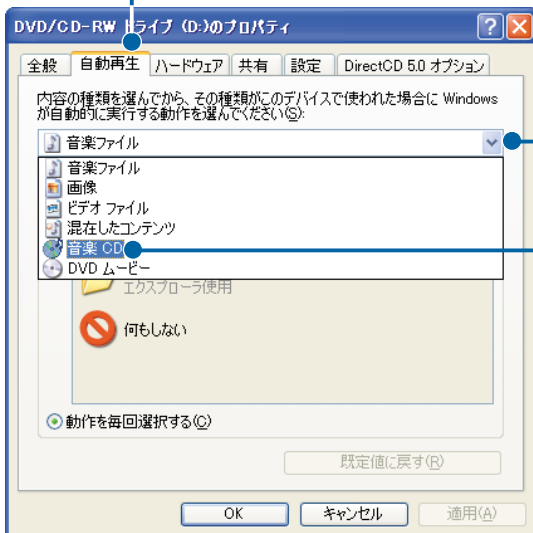 DVD/CD-RW ドライブ (D:)のプロパティ
全般 自動再生 ハードウェア 共有 設定 DirectCD 5.0 オプション
内容の種類を選んでから、その種類がこのデバイスで使われた場合に Windows
が自動的に実行する動作を選んでください(S):
音楽ファイル
音楽ファイル
画像
ビデオ ファイル
混在したコンテンツ
音楽 CD
DVD ムービー
エクスプローラ使用
何もしない
動作を毎回選択する(C)
既定値に戻す(R)
OK キャンセル 適用(A)